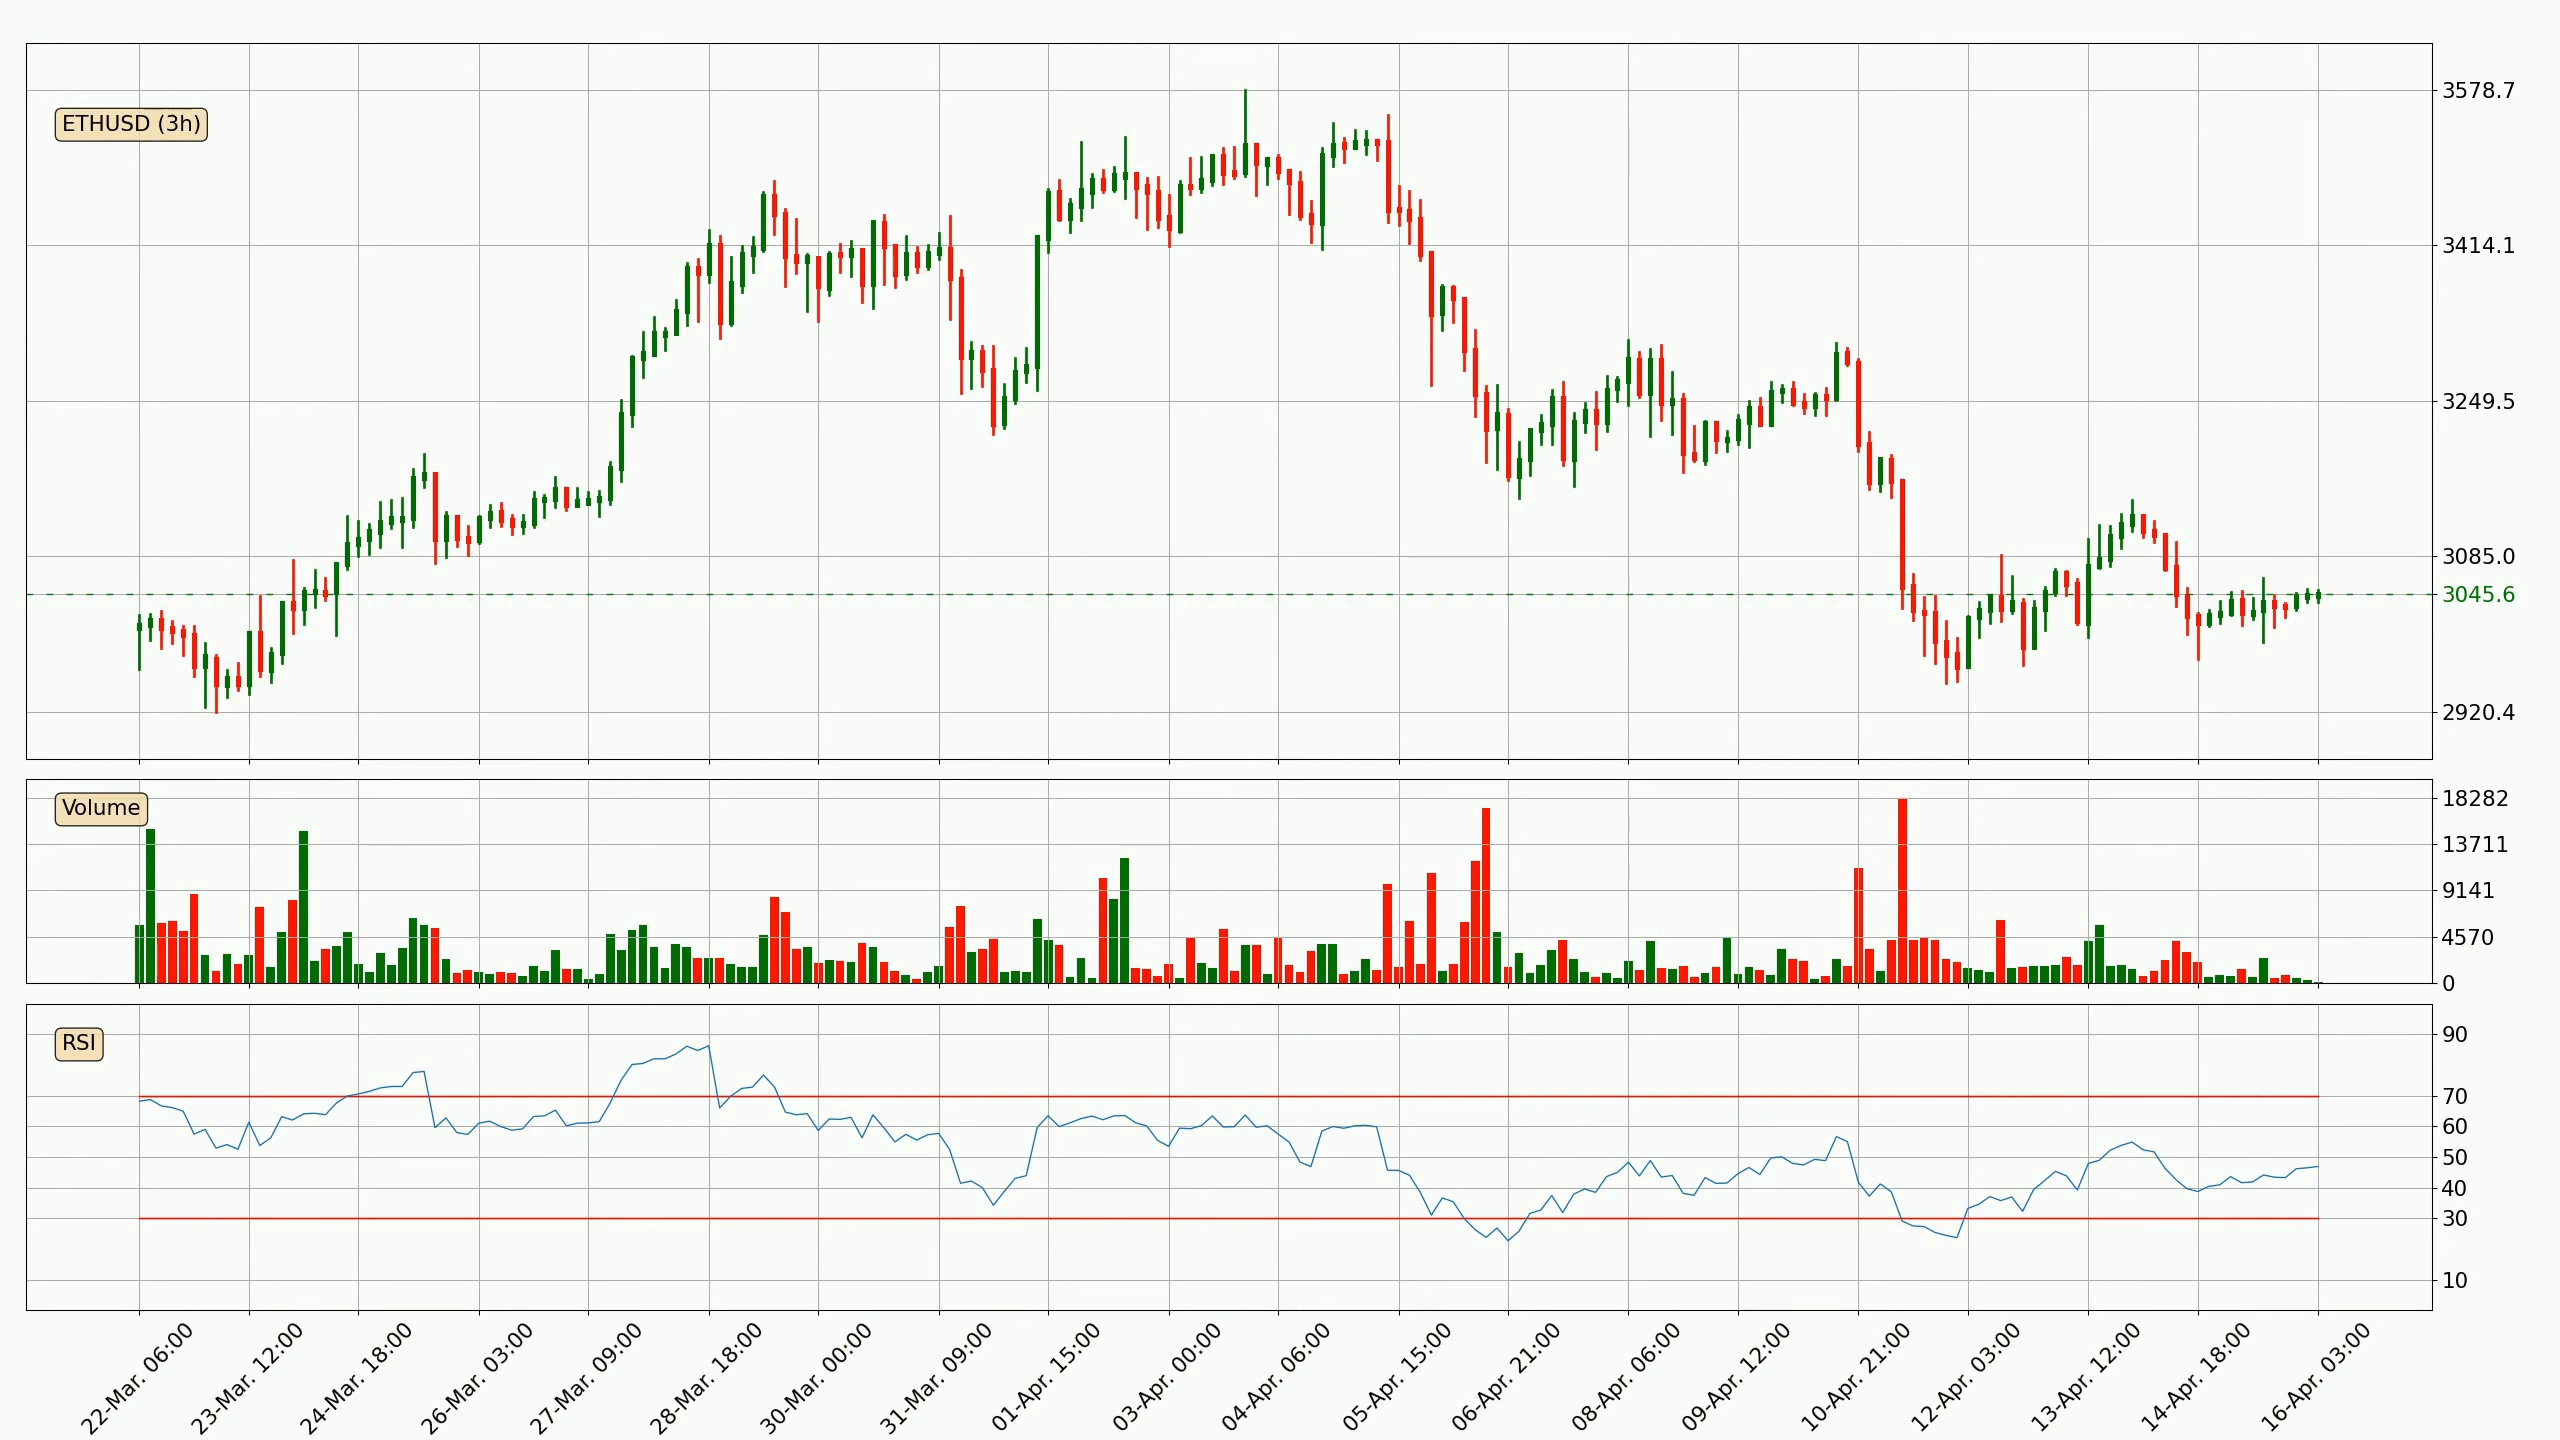 ETHUSD (3h)
3578.7
3414.1
3249.5
3085.0
3045.6
2920.4
Volume
18282
13711
9141
4570
0
RSI
90
70
60
50
40
30
10
22-Mar. 06:00
23-Mar. 12:00
24-Mar. 18:00
26-Mar. 03:00
27-Mar. 09:00
28-Mar. 18:00
30-Mar. 00:00
31-Mar. 09:00
01-Apr. 15:00
03-Apr. 00:00
04-Apr. 06:00
05-Apr. 15:00
06-Apr. 21:00
08-Apr. 06:00
09-Apr. 12:00
10-Apr. 21:00
12-Apr. 03:00
13-Apr. 12:00
14-Apr. 18:00
16-Apr. 03:00